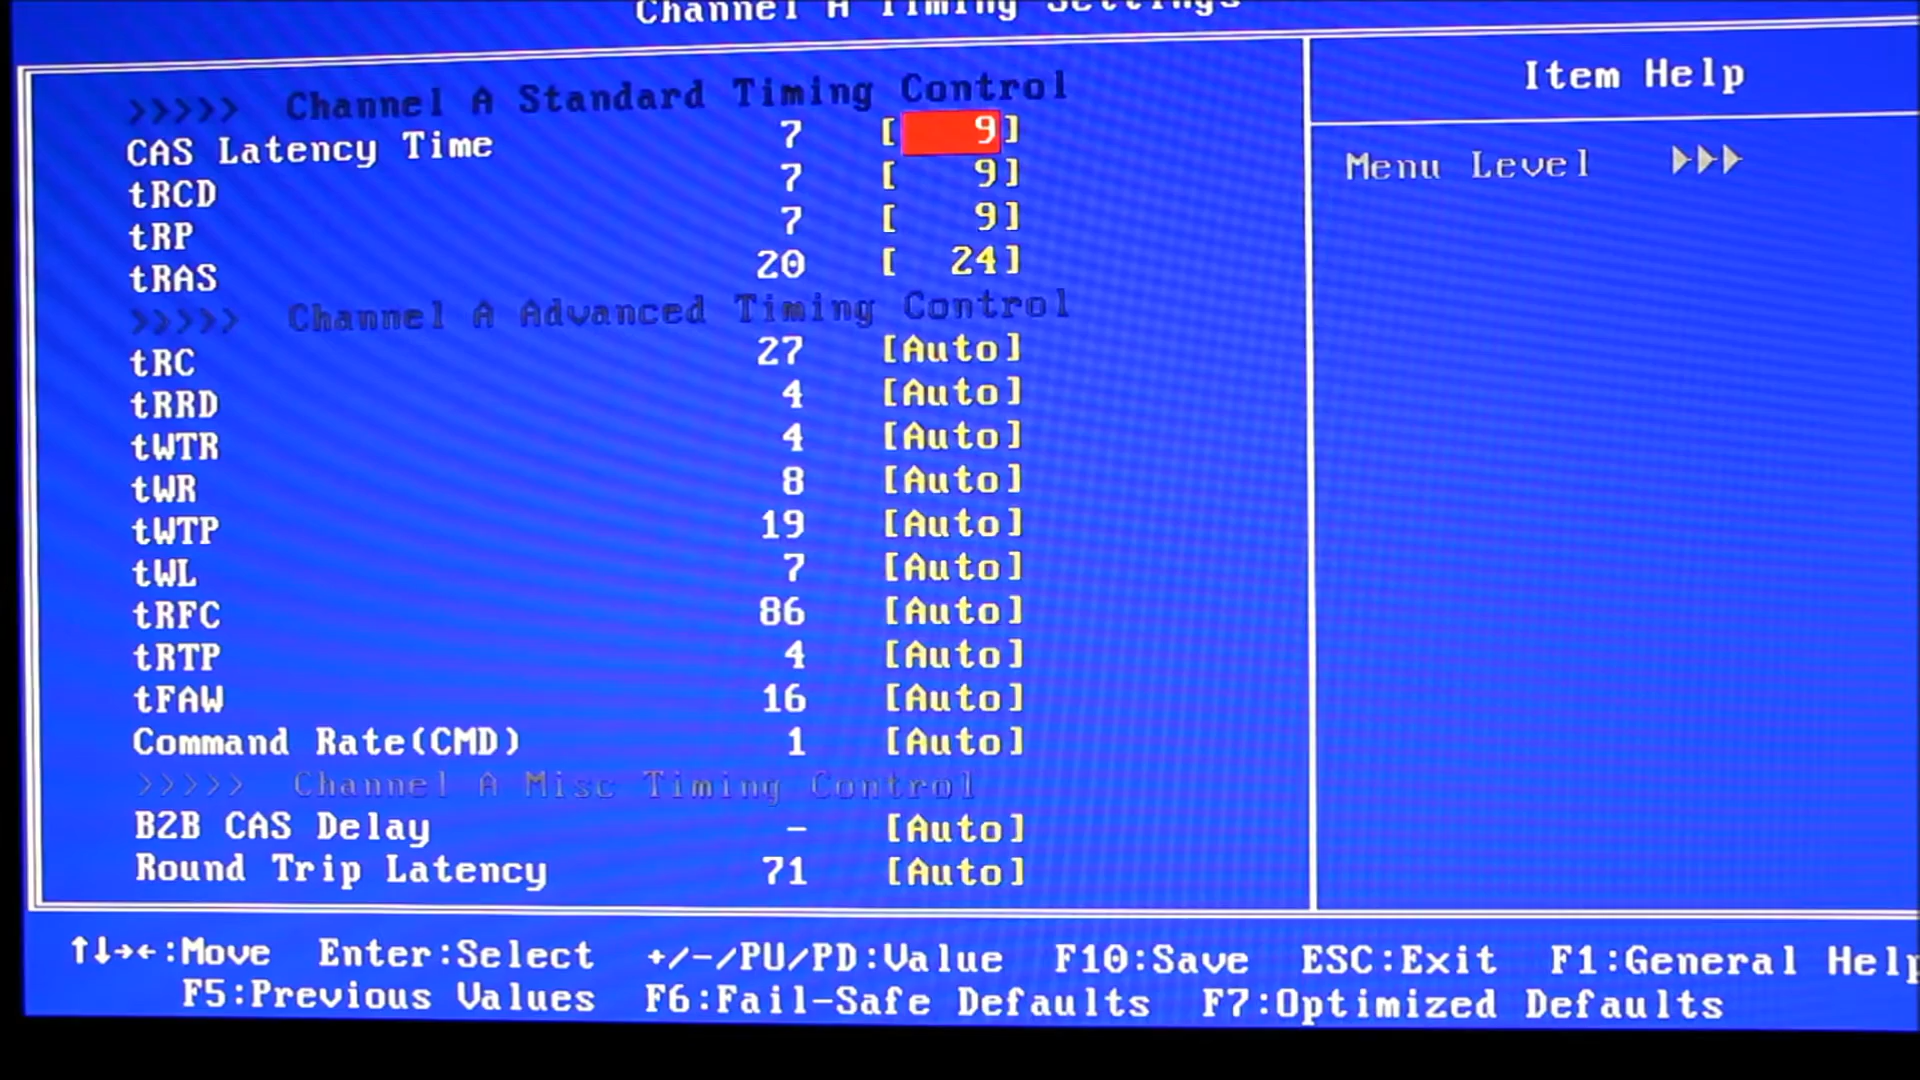 Channel A Timing Settings
Item Help
Menu Level ▶▶▶
>>>>> Channel A Standard Timing Control
CAS Latency Time 7 [ 9]
tRCD 7 [ 9]
tRP 7 [ 9]
tRAS 20 [ 24]
>>>>> Channel A Advanced Timing Control
tRC 27 [Auto]
tRRD 4 [Auto]
tWTR 4 [Auto]
tWR 8 [Auto]
tWTP 19 [Auto]
tWL 7 [Auto]
tRFC 86 [Auto]
tRTP 4 [Auto]
tFAW 16 [Auto]
Command Rate(CMD) 1 [Auto]
>>>>> Channel A Misc Timing Control
B2B CAS Delay - [Auto]
Round Trip Latency 71 [Auto]
↑↓→←:Move Enter:Select +/-/PU/PD:Value F10:Save ESC:Exit F1:General Help
F5:Previous Values F6:Fail-Safe Defaults F7:Optimized Defaults